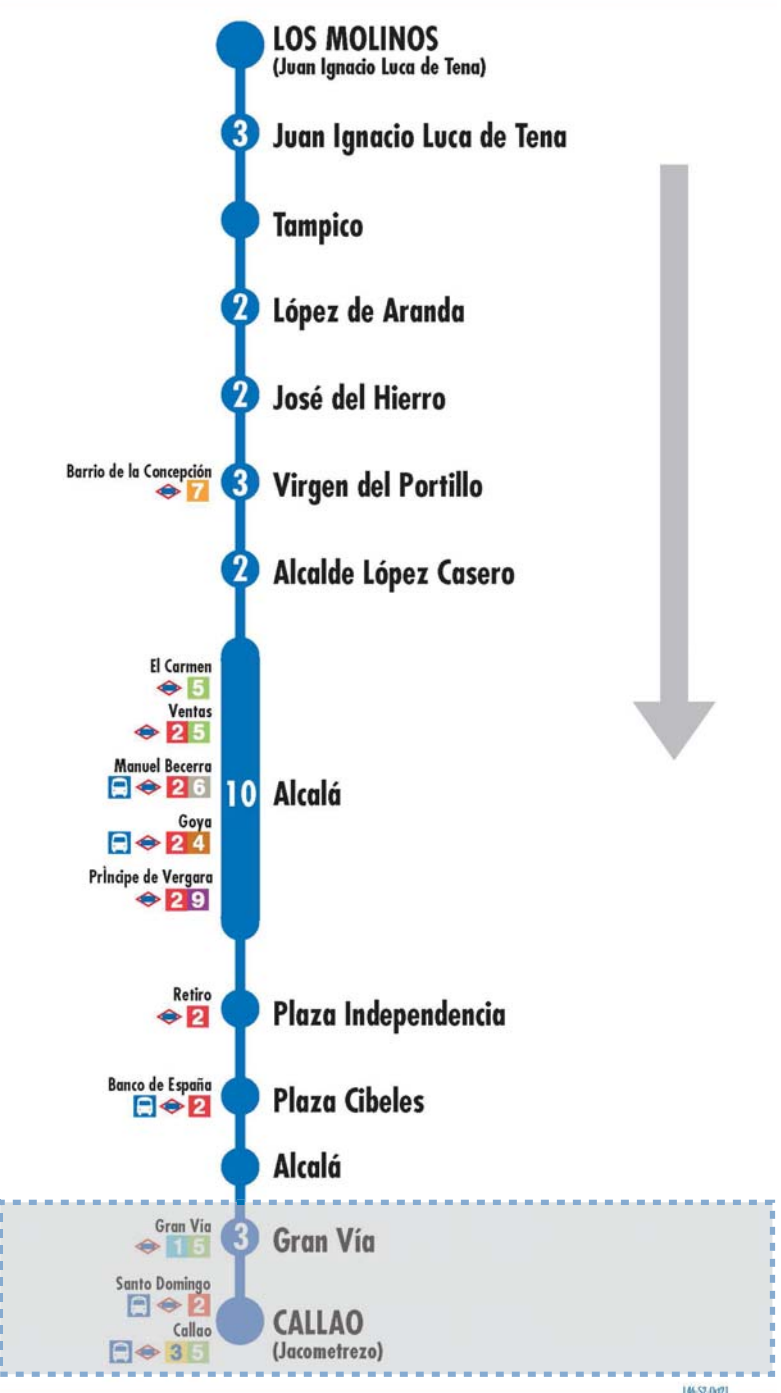 LOS MOLINOS
(Juan Ignacio Luca de Tena)
3 Juan Ignacio Luca de Tena
Tampico
2 López de Aranda
2 José del Hierro
Barrio de la Concepción
7
3 Virgen del Portillo
2 Alcalde López Casero
El Carmen
5
Ventas
2 5
Manuel Becerra
2 6
Goya
2 4
Prìncipe de Vergara
2 9
10 Alcalá
Retiro
2
Plaza Independencia
Banco de España
2
Plaza Cibeles
Alcalá
Gran Via
1 5
3 Gran Vía
Santo Domingo
2
Callao
3 5
CALLAO
(Jacometrezo)